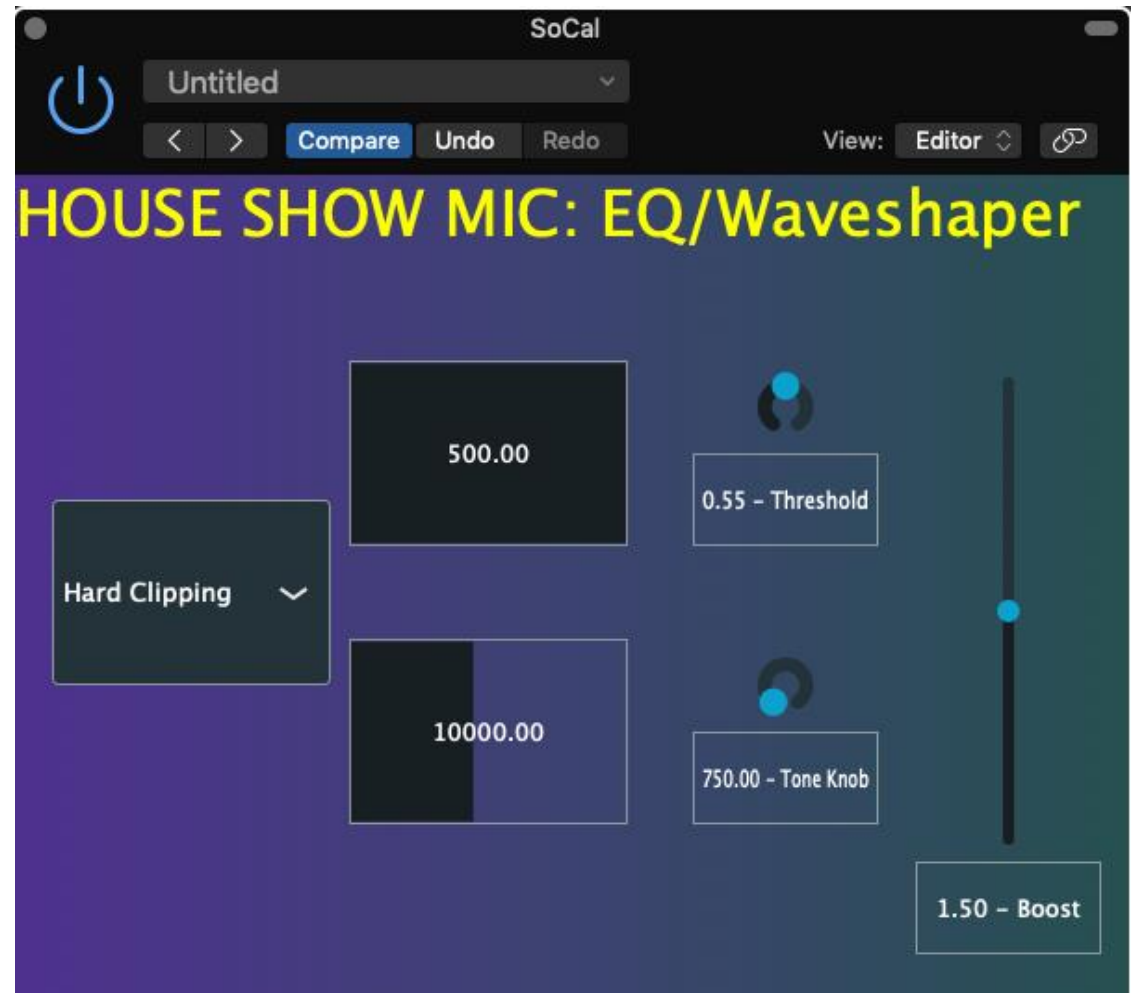 SoCal
Untitled
Compare Undo Redo View: Editor
HOUSE SHOW MIC: EQ/Waveshaper
500.00
0.55 – Threshold
Hard Clipping
10000.00
750.00 – Tone Knob
1.50 – Boost